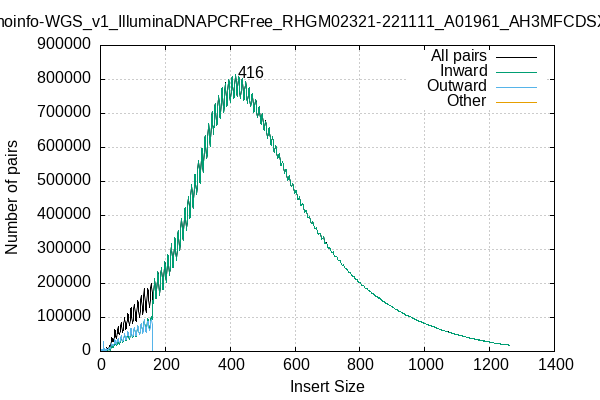 noinfo-WGS_v1_IlluminaDNAPCRFree_RHGM02321-221111_A01961_AH3MFCDSX
900000
800000
700000
600000
500000
400000
300000
200000
100000
0
Number of pairs
416
All pairs
Inward
Outward
Other
0 200 400 600 800 1000 1200 1400
Insert Size